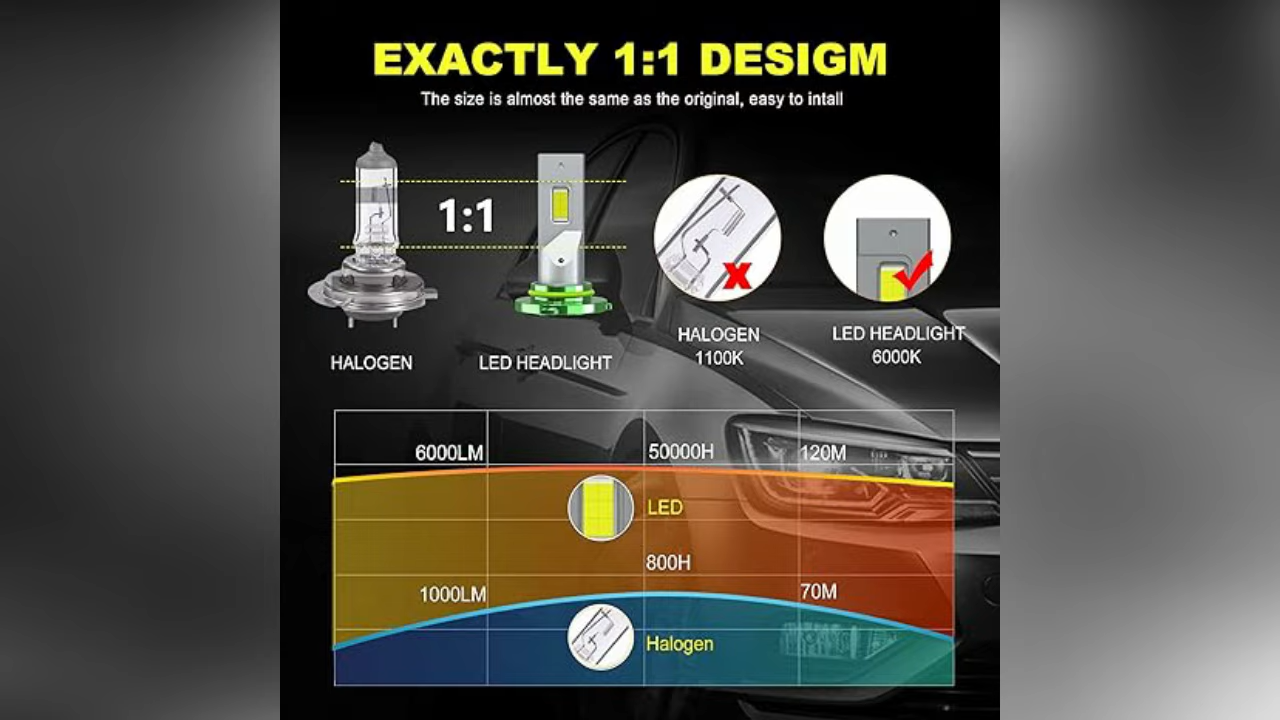 EXACTLY 1:1 DESIGM
The size is almost the same as the original, easy to intall
1:1
HALOGEN
LED HEADLIGHT
HALOGEN
1100K
LED HEADLIGHT
6000K
6000LM
50000H
120M
LED
800H
1000LM
70M
Halogen